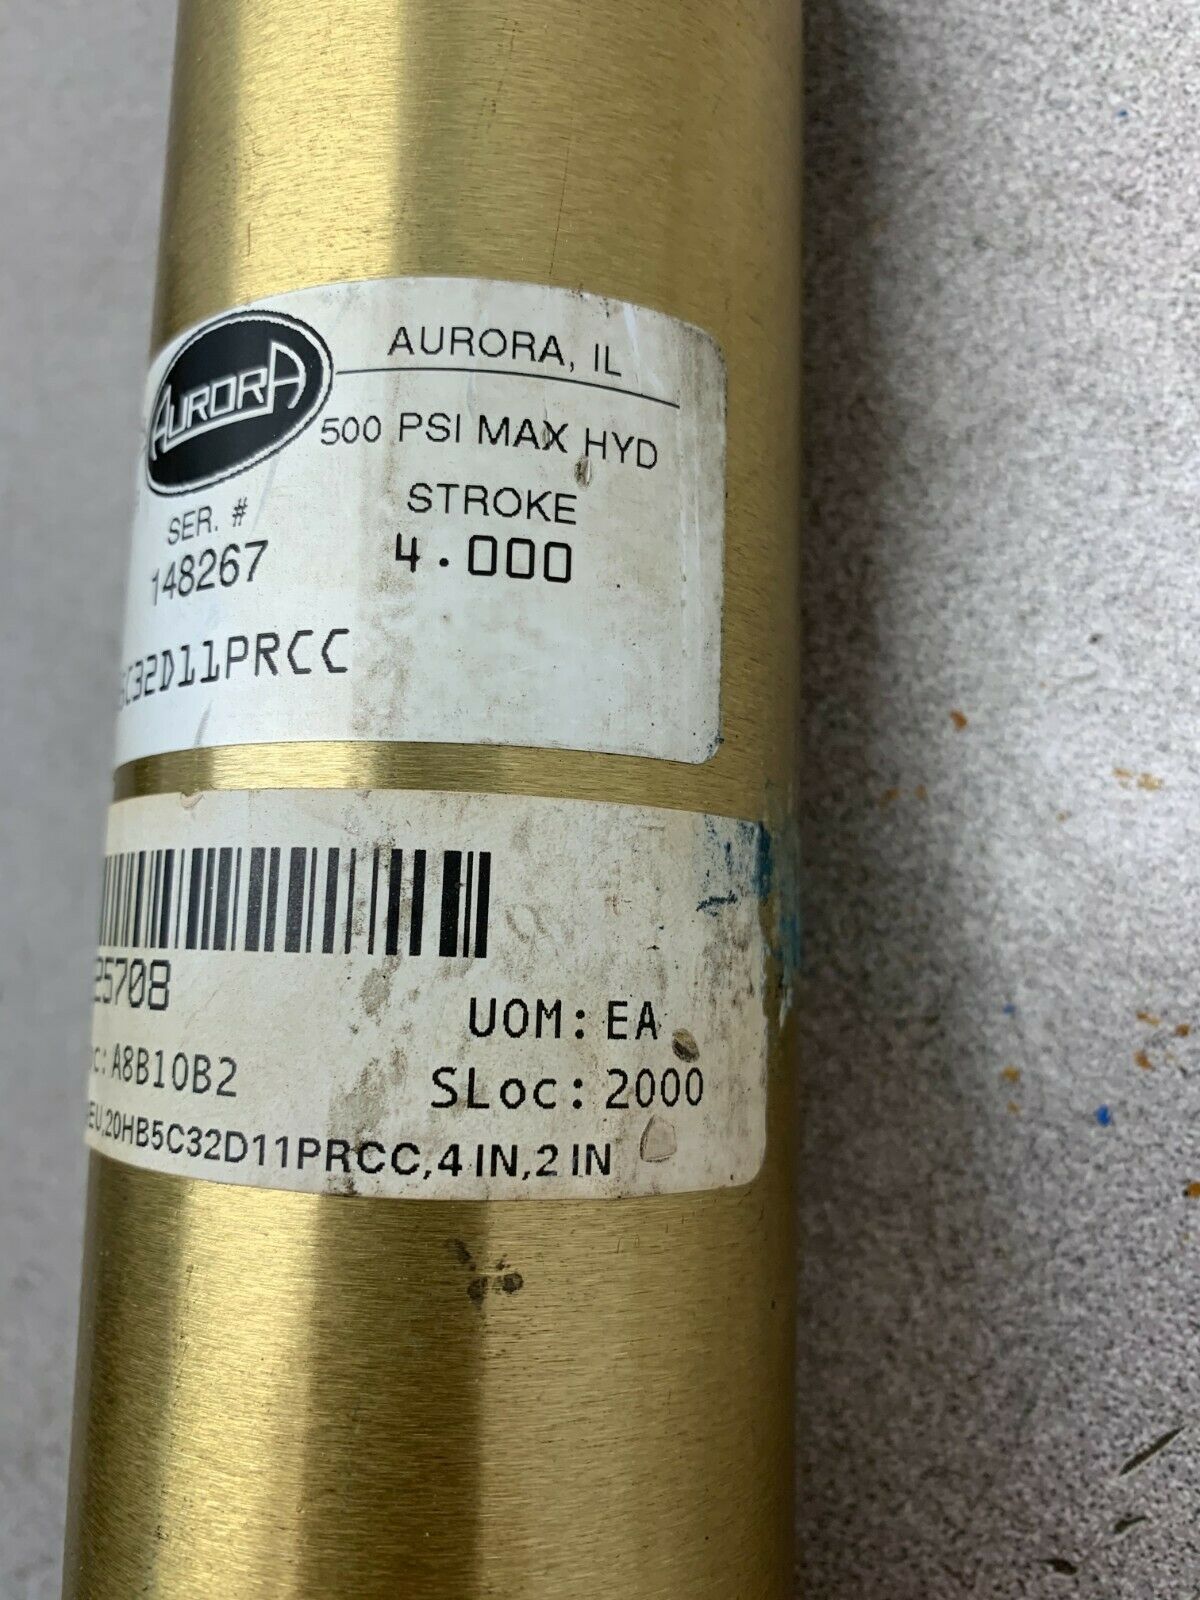 AURORA
AURORA, IL
500 PSI MAX HYD
SER. #
STROKE
148267
4.000
C32D11PRCC
25708
UOM: EA
c: A8B10B2
SLoc: 2000
EU,20HB5C32D11PRCC,4 IN,2 IN